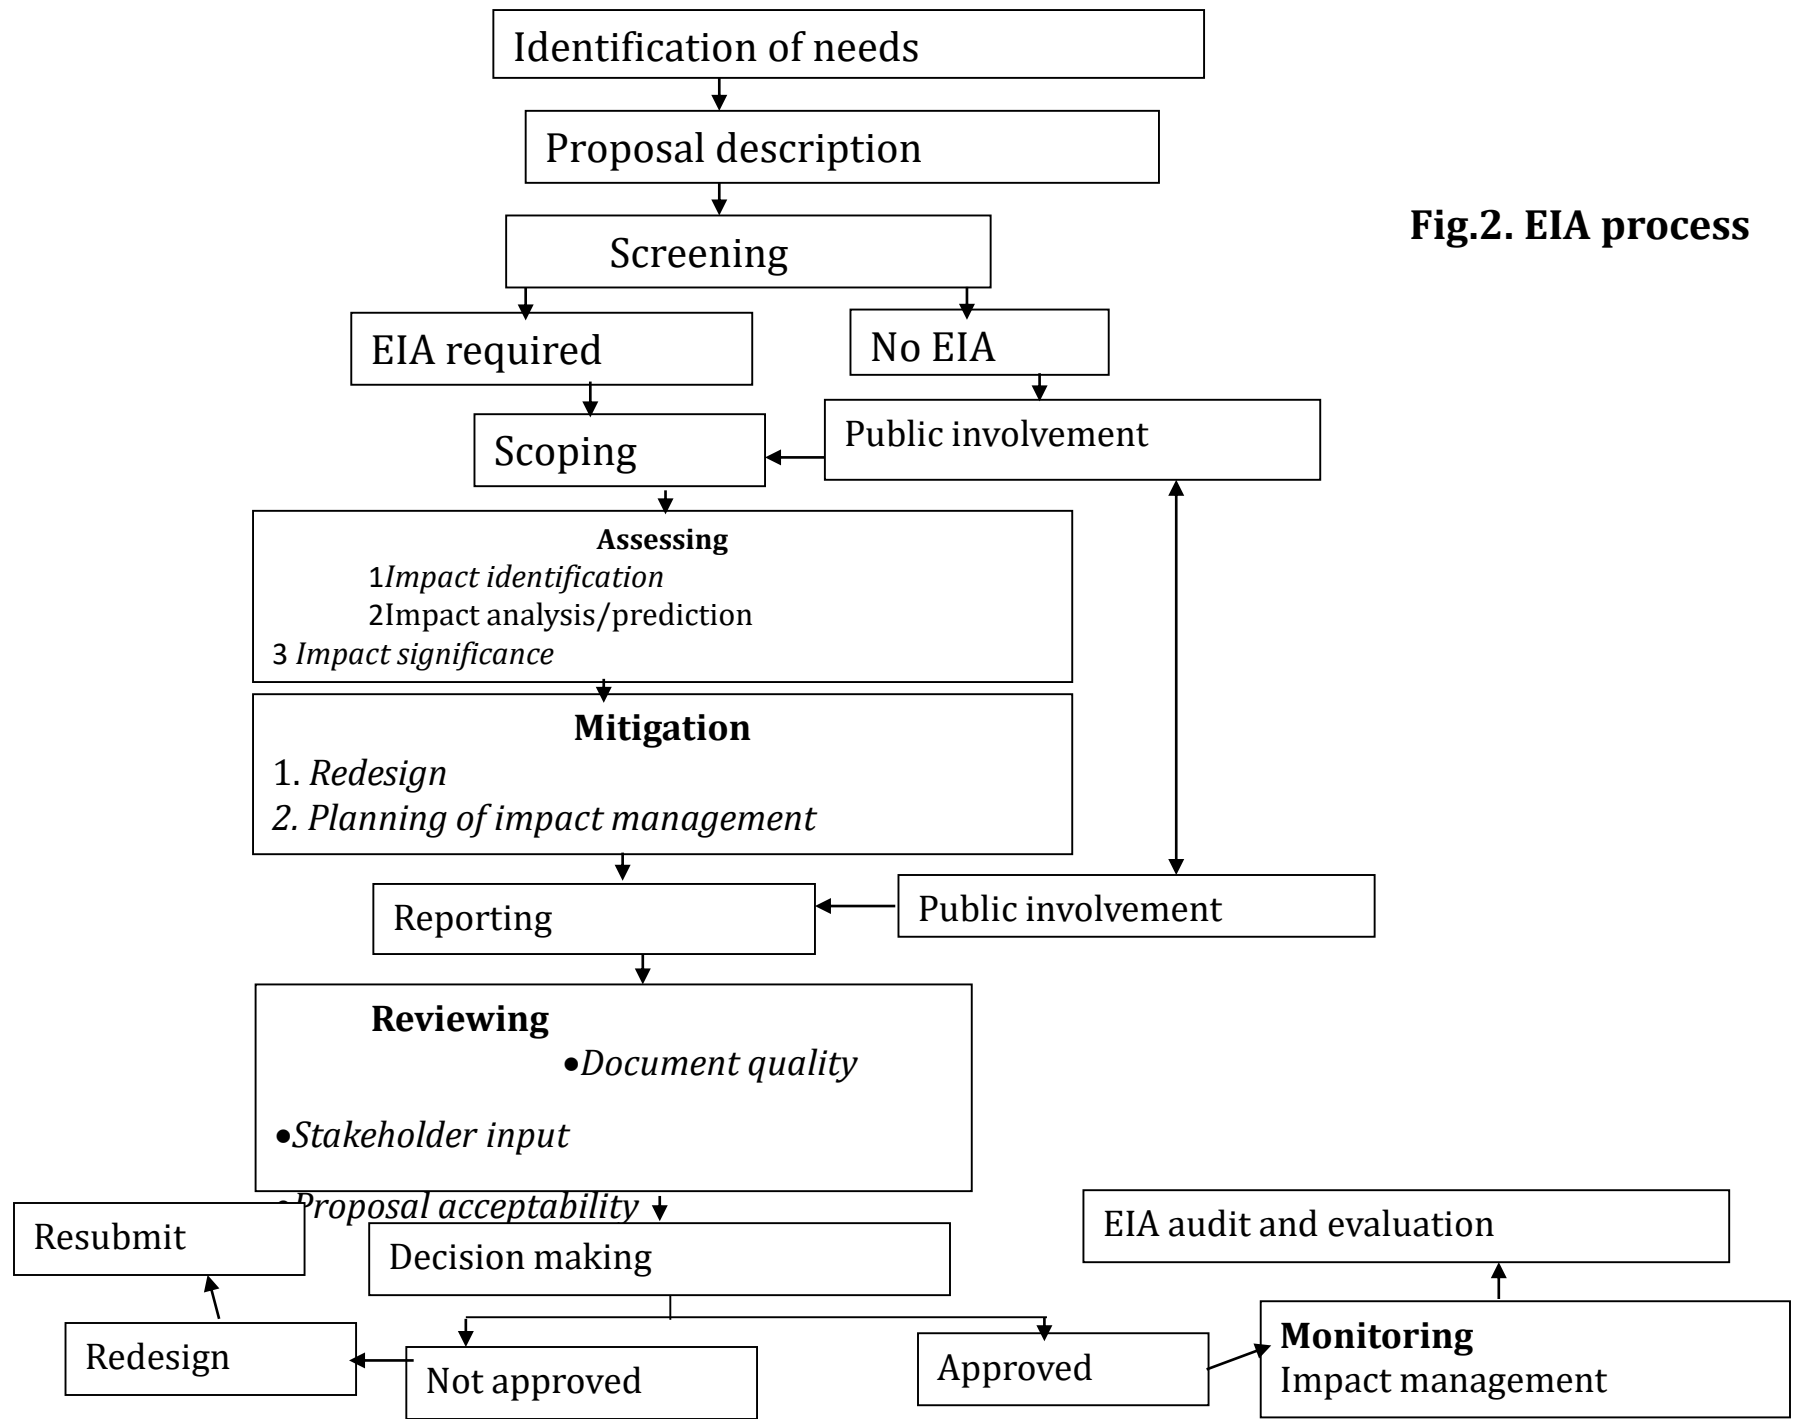 Identification of needs
Proposal description
Fig.2. EIA process
Screening
EIA required
No EIA
Public involvement
Scoping
Assessing
1Impact identification
2Impact analysis/prediction
3 Impact significance
Mitigation
1. Redesign
2. Planning of impact management
Reporting
Public involvement
Reviewing
•Document quality
•Stakeholder input
•Proposal acceptability
Resubmit
EIA audit and evaluation
Decision making
Redesign
Not approved
Approved
Monitoring
Impact management